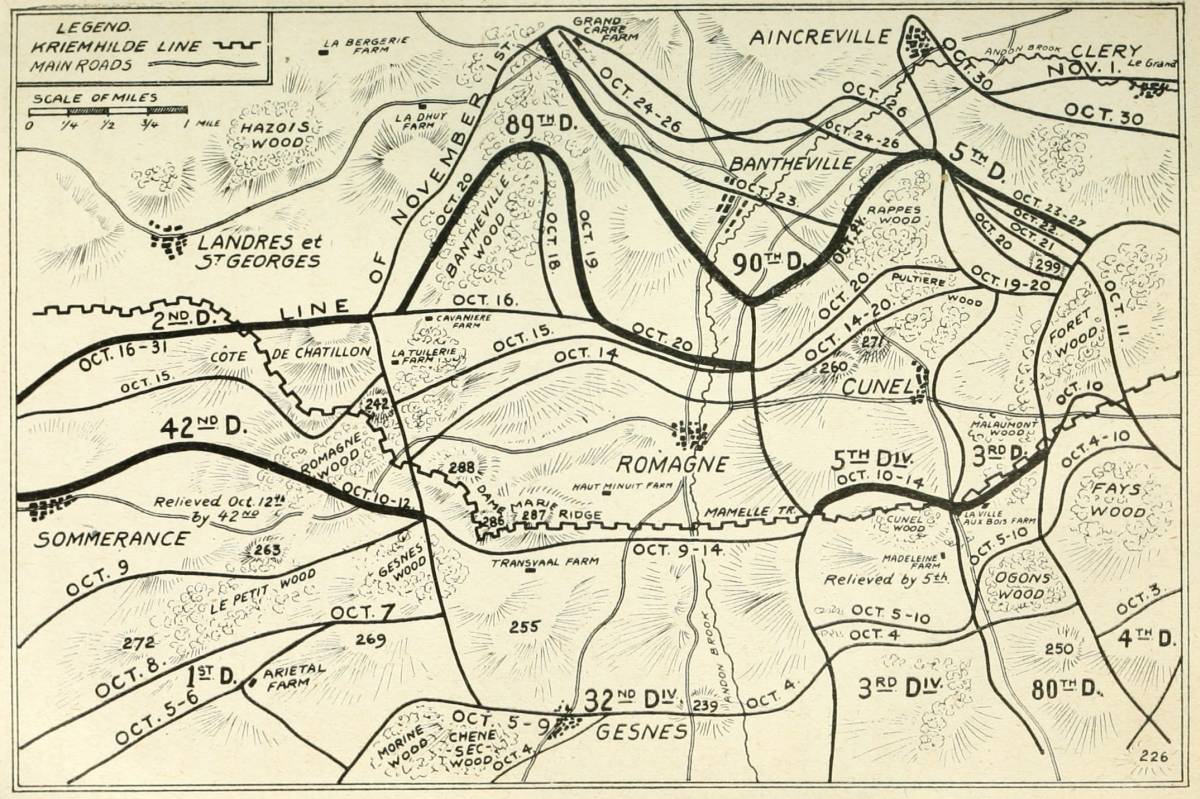 LEGEND.
KRIEMHILDE LINE
MAIN ROADS
SCALE OF MILES
0 1/4 1/2 3/4 1 MILE
LA BERGERIE
FARM
GRAND
CARRÉ
FARM
AINCREVILLE
ANDON BROOK
CLERY
Le Grand
NOV. 1.
OCT. 30
OCT. 30
HAZOIS
WOOD
LA DHUY
FARM
89TH D.
OCT. 24-26
OCT. 26
OCT. 24-26
BANTHEVILLE
OCT. 23
5TH D.
OCT. 23-27
OCT. 22
OCT. 21
OCT. 20
299
OCT. 19-20
LINE OF NOVEMBER 1ST.
OCT. 20
BANTHEVILLE
WOOD
OCT. 18
OCT. 19
RAPPES
WOOD
OCT. 21.
90TH D.
LANDRES et
ST GEORGES
OCT. 16.
OCT. 20
PULTIERE
WOOD
OCT. 14-20
271
260
CUNEL
FORET
WOOD
OCT. 11.
2ND. D.
OCT. 16-31
CÔTE DE CHATILLON
CAVANIERE
FARM
LA TUILERIE
FARM
OCT. 15.
OCT. 14
OCT. 20
OCT. 15.
242
42ND D.
ROMAGNE
WOOD
OCT. 10-12
Relieved Oct. 12th
by 42ND
SOMMERANCE
ROMAGNE
HAUT MINUIT FARM
288
DAME MARIE RIDGE
286
287
MAMELLE TR.
OCT. 9-14
TRANSVAAL FARM
5TH DIV.
OCT. 10-14
MALAUMONT
WOOD
3RD D.
OCT. 10
OCT. 4-10
FAYS
WOOD
LA VILLE
AUX BOIS FARM
CUNEL
WOOD
MADELEINE
FARM
Relieved by 5th
OCT. 5-10
OGONS
WOOD
OCT. 9
263
LE PETIT WOOD
GESNES
WOOD
OCT. 7
272
OCT. 8.
269
255
1ST D.
ARIETAL
FARM
OCT. 5-6
ANDON BROOK
OCT. 5-10
OCT. 4
OCT. 3.
4TH D.
250
80TH D.
3RD DIV.
32ND DIV.
239
OCT. 4.
GESNES
OCT. 5-9
MORINE
WOOD
CHENE
SEC-
WOOD
OCT. 4
226